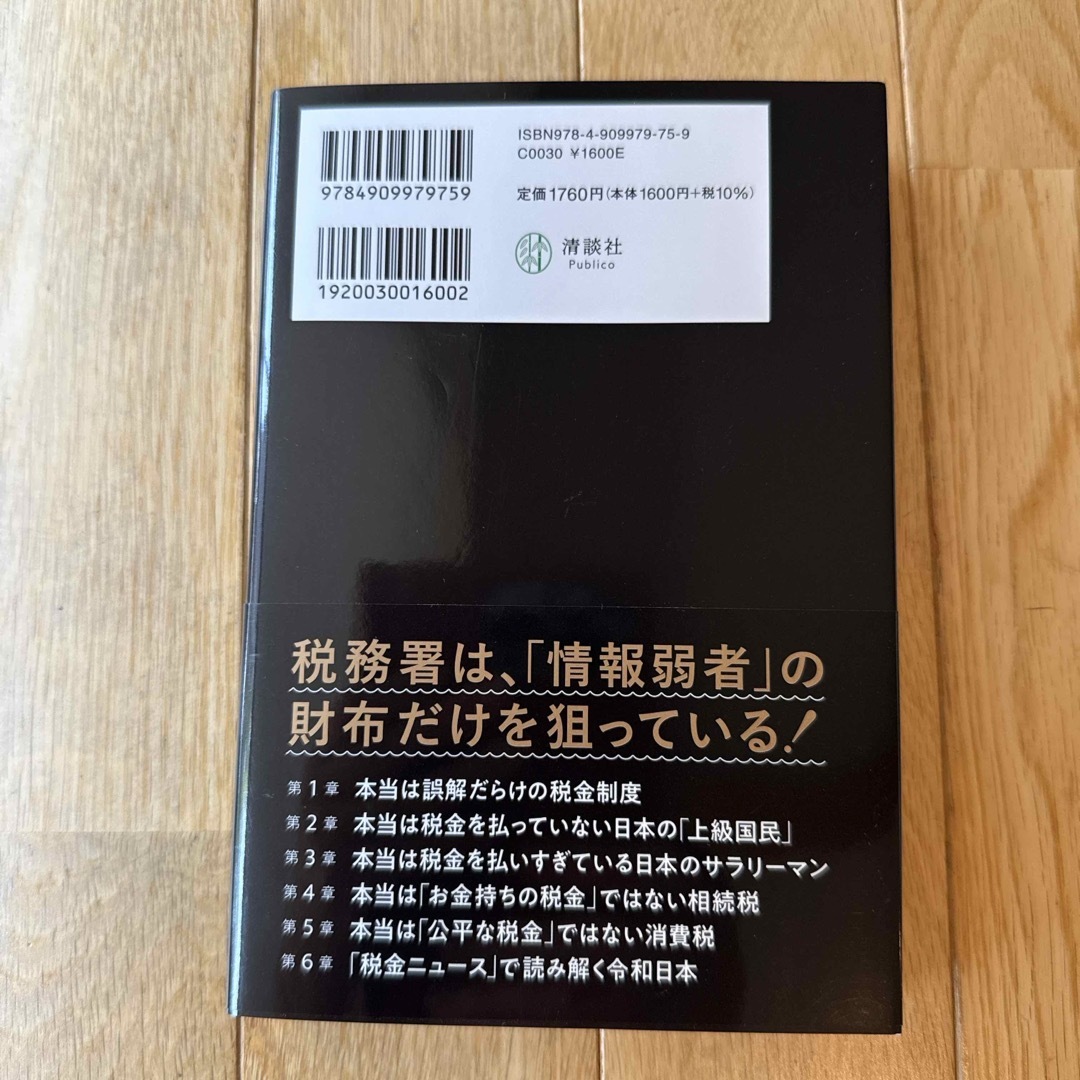 ISBN978-4-909979-75-9
C0030 ¥1600E
9784909979759
定価1760円(本体1600円+税10%)
清談社
Publico
1920030016002
税務署は、「情報弱者」の
財布だけを狙っている!
第1章 本当は誤解だらけの税金制度
第2章 本当は税金を払っていない日本の「上級国民」
第3章 本当は税金を払いすぎている日本のサラリーマン
第4章 本当は「お金持ちの税金」ではない相続税
第5章 本当は「公平な税金」ではない消費税
第6章 「税金ニュース」で読み解く令和日本